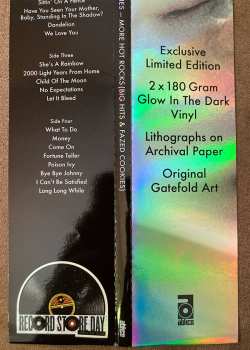 Sittin' On A Fence
Have You Seen Your Mother,
Baby, Standing In The Shadow?
Dandelion
We Love You
Side Three
She's A Rainbow
2000 Light Years From Home
Child Of The Moon
No Expectations
Let It Bleed
Side Four
What To Do
Money
Come On
Fortune Teller
Poison Ivy
Bye Bye Johnny
I Can't Be Satisfied
Long Long While
RECORD STORE DAY
– MORE HOT ROCKS (BIG HITS & FAZED COOKIES)
abkco
Exclusive
Limited Edition
2 x 180 Gram
Glow In The Dark
Vinyl
Lithographs on
Archival Paper
Original
Gatefold Art
abkco